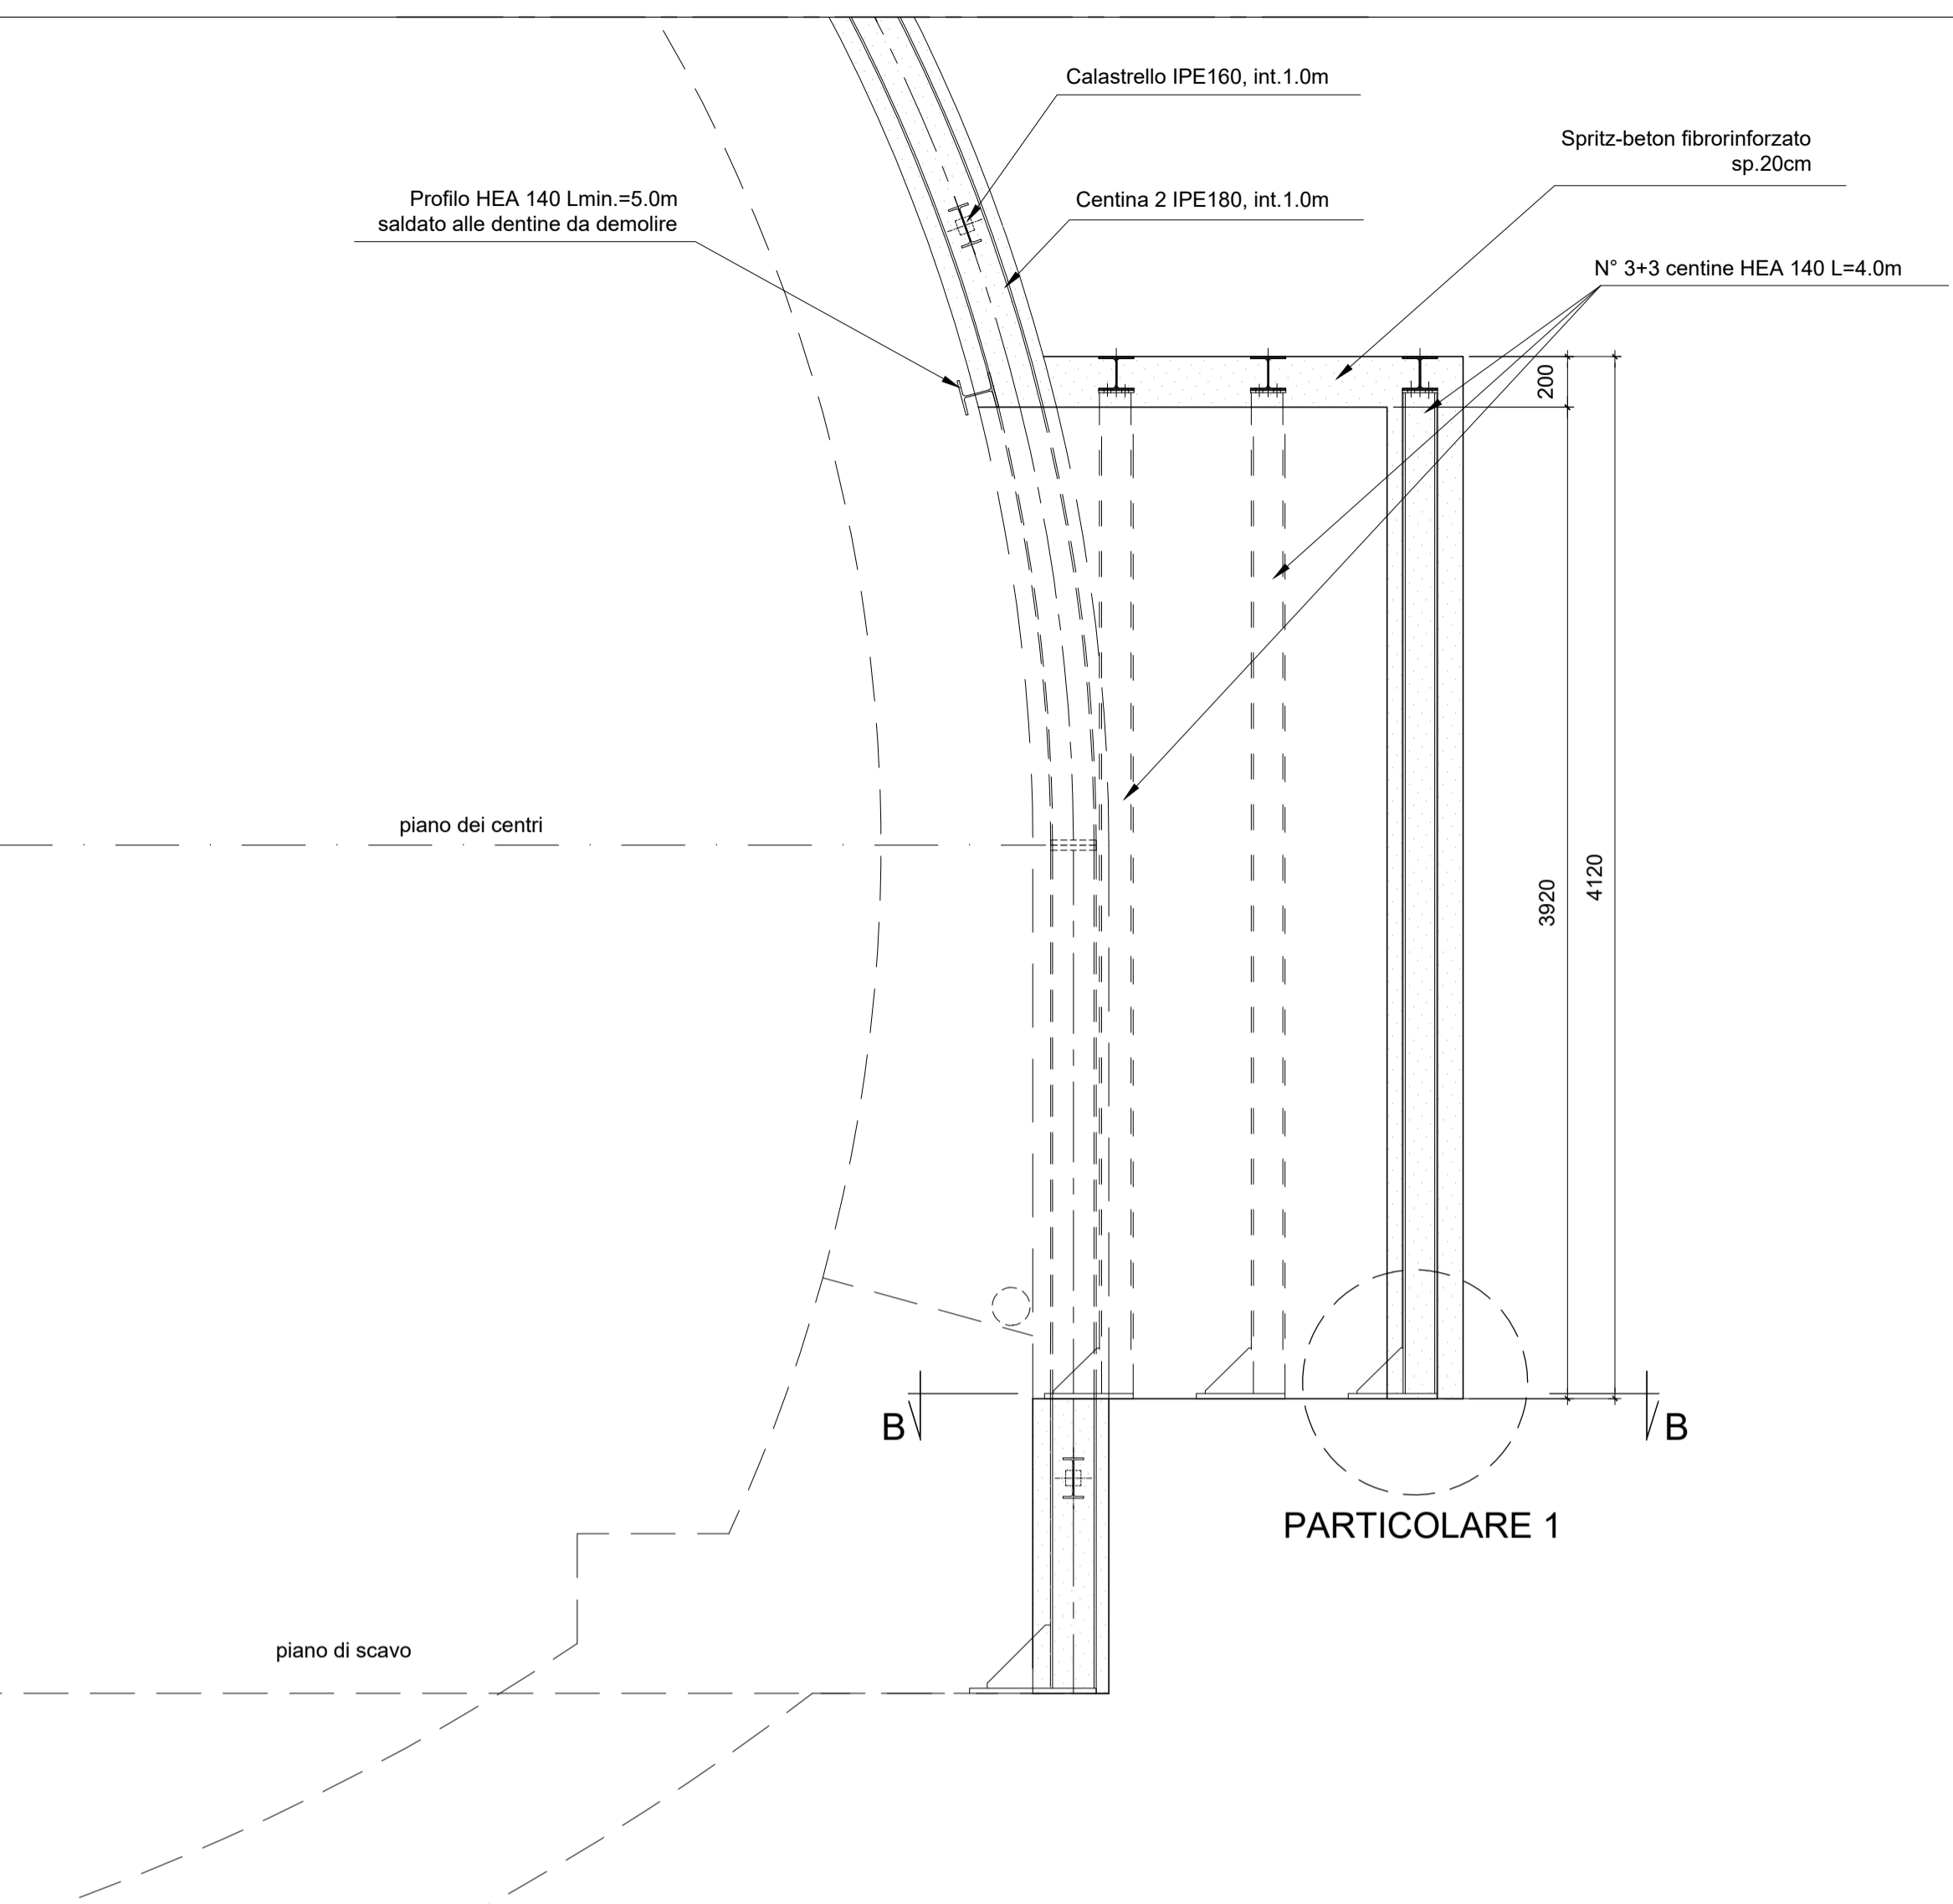 Calastrello IPE160, int.1.0m
Spritz-beton fibrorinforzato
sp.20cm
Profilo HEA 140 Lmin.=5.0m
saldato alle dentine da demolire
Centina 2 IPE180, int.1.0m
N° 3+3 centine HEA 140 L=4.0m
200
piano dei centri
3920
4120
B
B
PARTICOLARE 1
piano di scavo